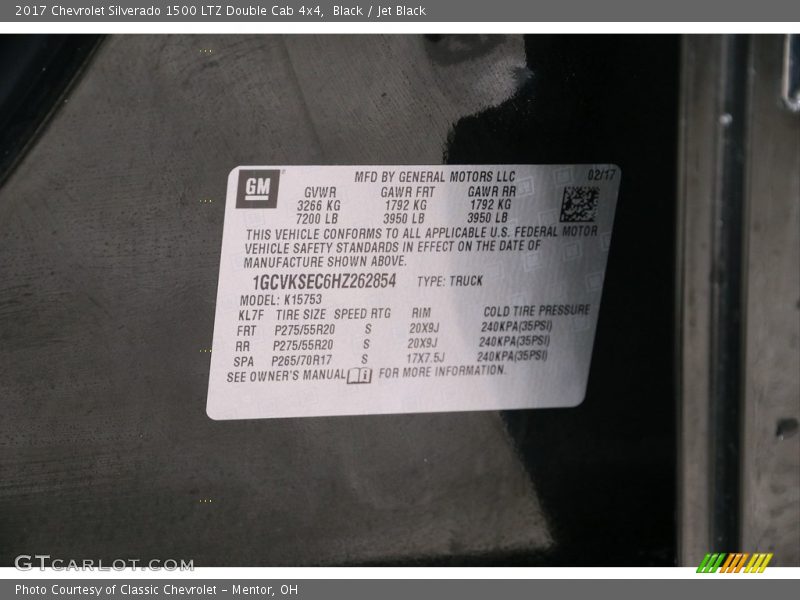 2017 Chevrolet Silverado 1500 LTZ Double Cab 4x4, Black / Jet Black
GM
MFD BY GENERAL MOTORS LLC 02/17
GVWR GAWR FRT GAWR RR
3266 KG 1792 KG 1792 KG
7200 LB 3950 LB 3950 LB
THIS VEHICLE CONFORMS TO ALL APPLICABLE U.S. FEDERAL MOTOR
VEHICLE SAFETY STANDARDS IN EFFECT ON THE DATE OF
MANUFACTURE SHOWN ABOVE.
1GCVKSEC6HZ262854 TYPE: TRUCK
MODEL: K15753
KL7F TIRE SIZE SPEED RTG RIM COLD TIRE PRESSURE
FRT P275/55R20 S 20X9J 240KPA(35PSI)
RR P275/55R20 S 20X9J 240KPA(35PSI)
SPA P265/70R17 S 17X7.5J 240KPA(35PSI)
SEE OWNER'S MANUAL FOR MORE INFORMATION.
GTCARLOT.COM
Photo Courtesy of Classic Chevrolet - Mentor, OH